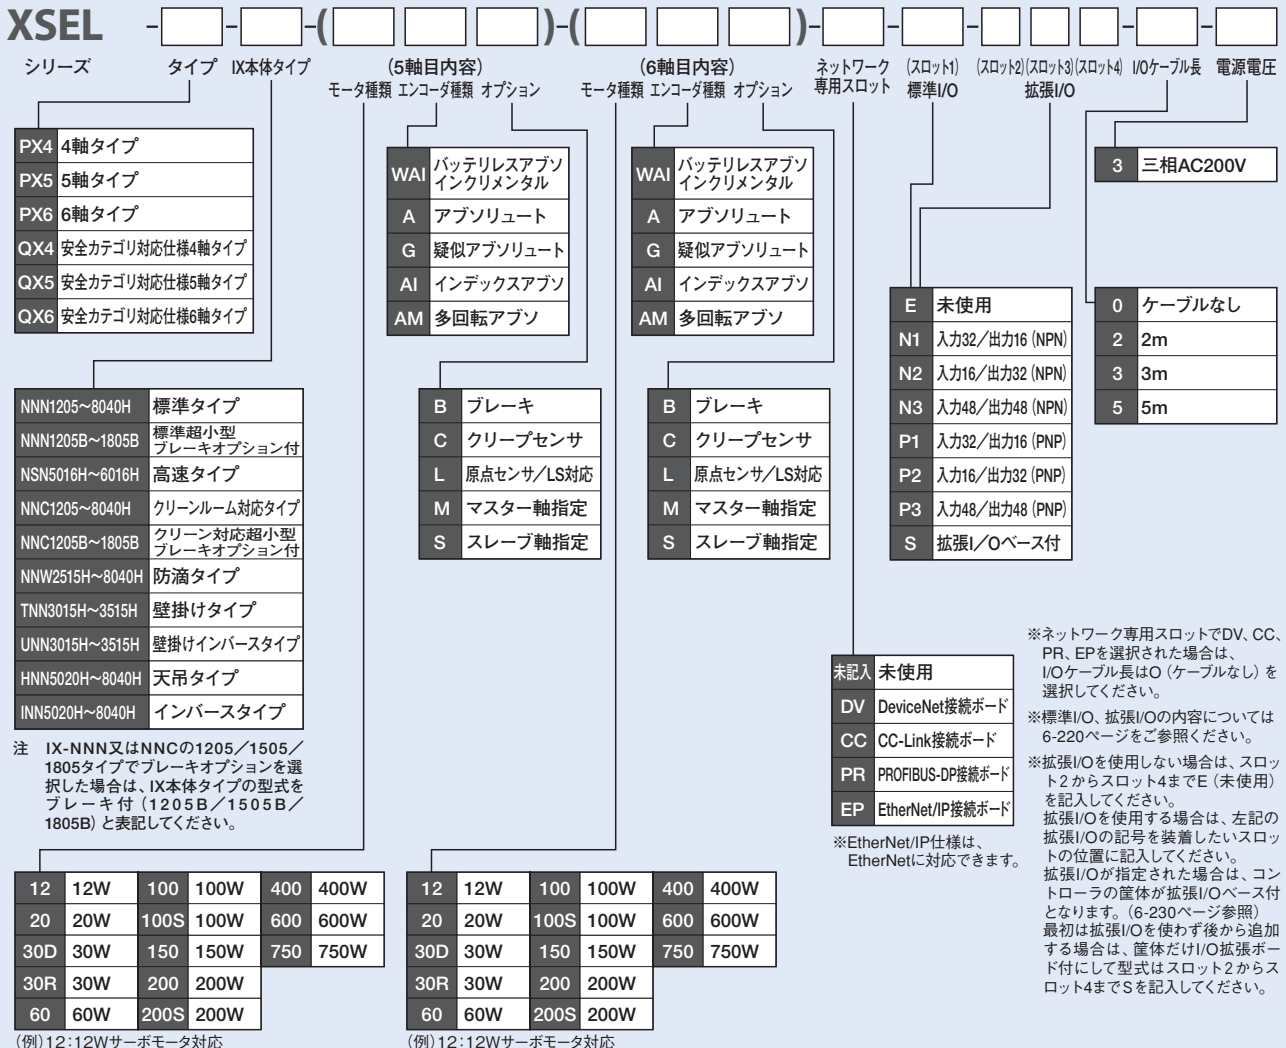 XSEL -□-□-(□□□)-(□□□)-□-□-□□□-□-□
シリーズ
タイプ
IX本体タイプ
(5軸目内容)
モータ種類 エンコーダ種類 オプション
(6軸目内容)
モータ種類 エンコーダ種類 オプション
ネットワーク
専用スロット
(スロット1)
標準I/O
(スロット2)(スロット3)(スロット4)
拡張I/O
I/Oケーブル長
電源電圧
PX4 4軸タイプ
PX5 5軸タイプ
PX6 6軸タイプ
QX4 安全カテゴリ対応仕様4軸タイプ
QX5 安全カテゴリ対応仕様5軸タイプ
QX6 安全カテゴリ対応仕様6軸タイプ
WAI バッテリレスアブソ
インクリメンタル
A アブソリュート
G 疑似アブソリュート
AI インデックスアブソ
AM 多回転アブソ
WAI バッテリレスアブソ
インクリメンタル
A アブソリュート
G 疑似アブソリュート
AI インデックスアブソ
AM 多回転アブソ
3 三相AC200V
E 未使用
N1 入力32/出力16(NPN)
N2 入力16/出力32(NPN)
N3 入力48/出力48(NPN)
P1 入力32/出力16(PNP)
P2 入力16/出力32(PNP)
P3 入力48/出力48(PNP)
S 拡張I/Oベース付
0 ケーブルなし
2 2m
3 3m
5 5m
NNN1205~8040H 標準タイプ
NNN1205B~1805B 標準超小型
ブレーキオプション付
NSN5016H~6016H 高速タイプ
NNC1205~8040H クリーンルーム対応タイプ
NNC1205B~1805B クリーン対応超小型
ブレーキオプション付
NNW2515H~8040H 防滴タイプ
TNN3015H~3515H 壁掛けタイプ
UNN3015H~3515H 壁掛けインバースタイプ
HNN5020H~8040H 天吊タイプ
INN5020H~8040H インバースタイプ
注 IX-NNN又はNNCの1205/1505/
1805タイプでブレーキオプションを選
択した場合は、IX本体タイプの型式を
ブレーキ付(1205B/1505B/
1805B)と表記してください。
B ブレーキ
C クリープセンサ
L 原点センサ/LS対応
M マスター軸指定
S スレーブ軸指定
B ブレーキ
C クリープセンサ
L 原点センサ/LS対応
M マスター軸指定
S スレーブ軸指定
未記入 未使用
DV DeviceNet接続ボード
CC CC-Link接続ボード
PR PROFIBUS-DP接続ボード
EP EtherNet/IP接続ボード
※EtherNet/IP仕様は、
EtherNetに対応できます。
※ネットワーク専用スロットでDV、CC、
PR、EPを選択された場合は、
I/Oケーブル長はO(ケーブルなし)を
選択してください。
※標準I/O、拡張I/Oの内容については
6-220ページをご参照ください。
※拡張I/Oを使用しない場合は、スロッ
ト2からスロット4までE(未使用)
を記入してください。
拡張I/Oを使用する場合は、左記の
拡張I/Oの記号を装着したいスロッ
トの位置に記入してください。
拡張I/Oが指定された場合は、コン
トローラの筐体が拡張I/Oベース付
となります。(6-230ページ参照)
最初は拡張I/Oを使わず後から追加
する場合は、筐体だけI/O拡張ボー
ド付にして型式はスロット2からス
ロット4までSを記入してください。
12 12W 100 100W 400 400W
20 20W 100S 100W 600 600W
30D 30W 150 150W 750 750W
30R 30W 200 200W
60 60W 200S 200W
(例)12:12Wサーボモータ対応
12 12W 100 100W 400 400W
20 20W 100S 100W 600 600W
30D 30W 150 150W 750 750W
30R 30W 200 200W
60 60W 200S 200W
(例)12:12Wサーボモータ対応